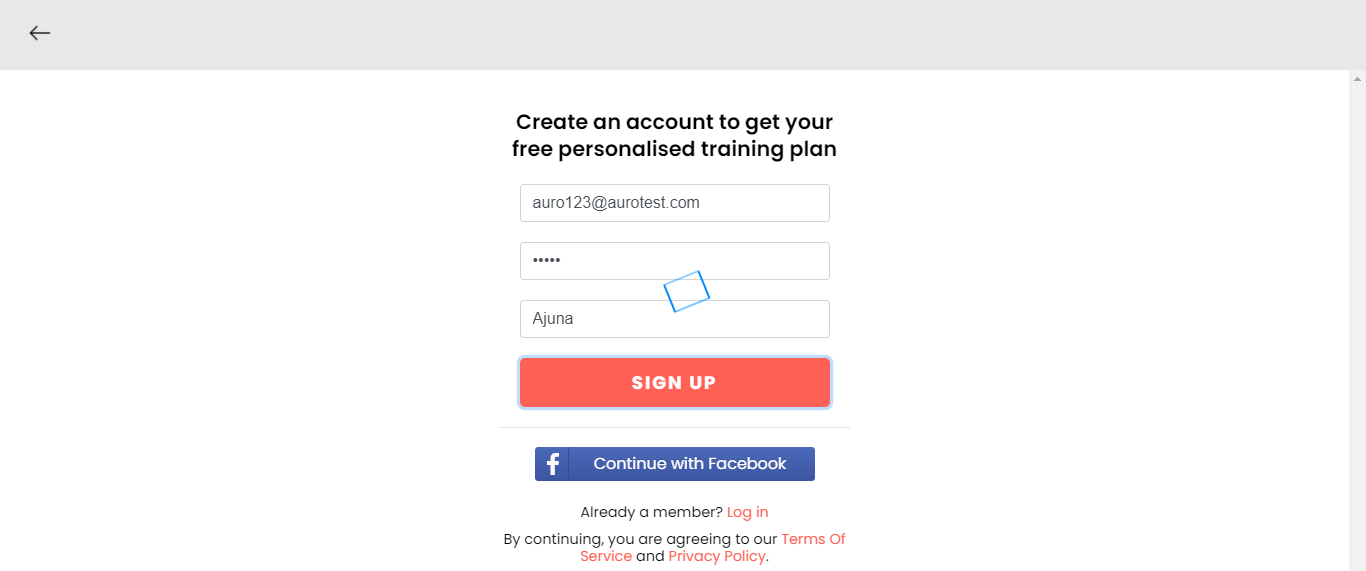 Create an account to get your
free personalised training plan
auro123@aurotest.com
•••••
Ajuna
SIGN UP
f Continue with Facebook
Already a member? Log in
By continuing, you are agreeing to our Terms Of
Service and Privacy Policy.